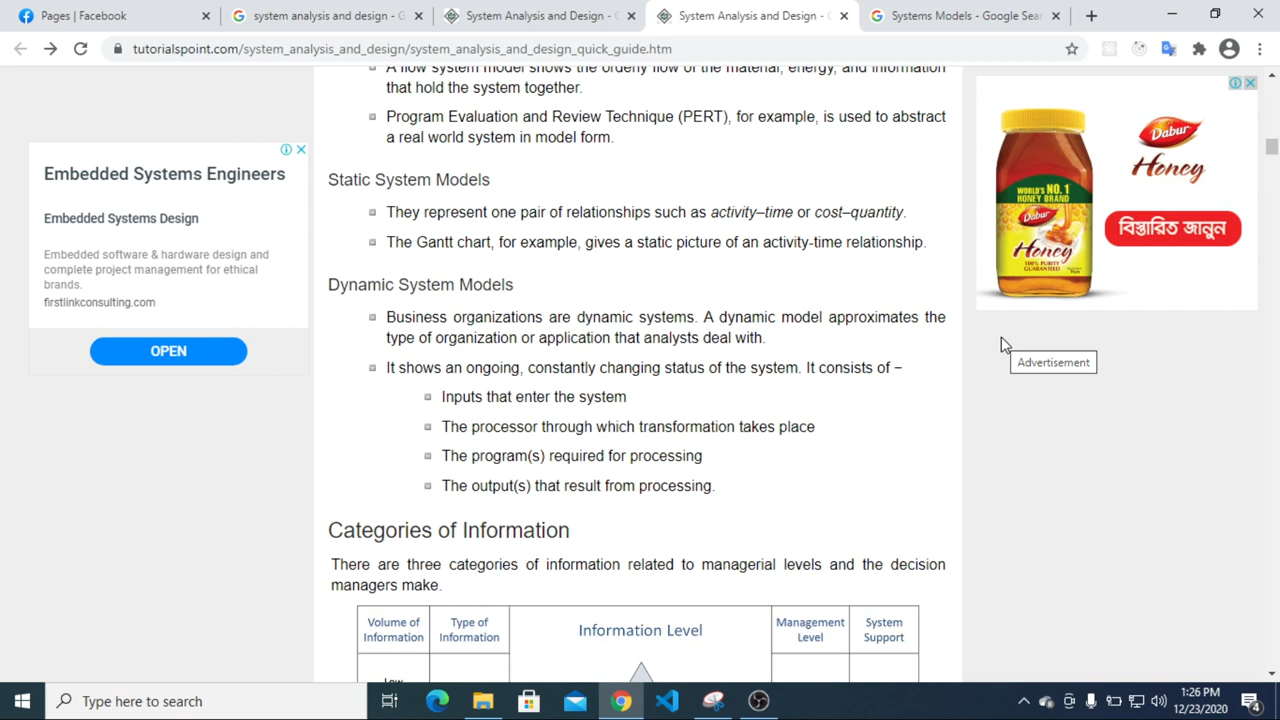 Pages | Facebook
system analysis and design - G
System Analysis and Design - G
System Analysis and Design - G
Systems Models - Google Sear
tutorialspoint.com/system_analysis_and_design/system_analysis_and_design_quick_guide.htm
A flow system model shows the orderly flow of the material, energy, and information
that hold the system together.
Program Evaluation and Review Technique (PERT), for example, is used to abstract
a real world system in model form.
Static System Models
They represent one pair of relationships such as activity–time or cost–quantity.
The Gantt chart, for example, gives a static picture of an activity-time relationship.
Dynamic System Models
Business organizations are dynamic systems. A dynamic model approximates the
type of organization or application that analysts deal with.
It shows an ongoing, constantly changing status of the system. It consists of −
Inputs that enter the system
The processor through which transformation takes place
The program(s) required for processing
The output(s) that result from processing.
Categories of Information
There are three categories of information related to managerial levels and the decision
managers make.
Volume of
Information
Type of
Information
Information Level
Management
Level
System
Support
Low
Embedded Systems Engineers
Embedded Systems Design
Embedded software & hardware design and
complete project management for ethical
brands.
firstlinkconsulting.com
OPEN
Dabur
Honey
WORLD'S NO.1
HONEY BRAND
Dabur
Honey
100% PURITY
GUARANTEED
বিস্তারিত জানুন
Advertisement
Type here to search
1:26 PM
12/23/2020
4